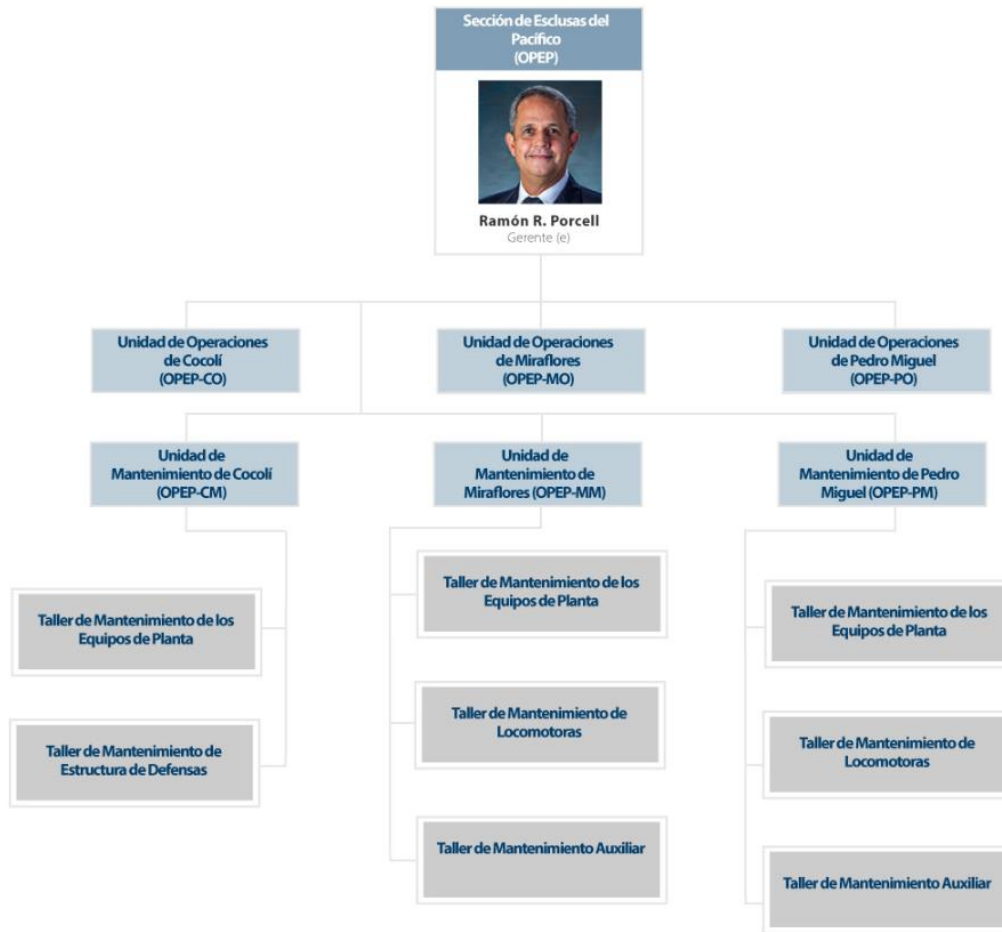 Sección de Esclusas del
Pacífico
(OPEP)
Ramón R. Porcell
Gerente (e)
Unidad de Operaciones
de Cocolí
(OPEP-CO)
Unidad de Operaciones
de Miraflores
(OPEP-MO)
Unidad de Operaciones
de Pedro Miguel
(OPEP-PO)
Unidad de
Mantenimiento de Cocolí
(OPEP-CM)
Unidad de
Mantenimiento de
Miraflores (OPEP-MM)
Unidad de
Mantenimiento de Pedro
Miguel (OPEP-PM)
Taller de Mantenimiento de los
Equipos de Planta
Taller de Mantenimiento de
Estructura de Defensas
Taller de Mantenimiento de los
Equipos de Planta
Taller de Mantenimiento de
Locomotoras
Taller de Mantenimiento Auxiliar
Taller de Mantenimiento de los
Equipos de Planta
Taller de Mantenimiento de
Locomotoras
Taller de Mantenimiento Auxiliar